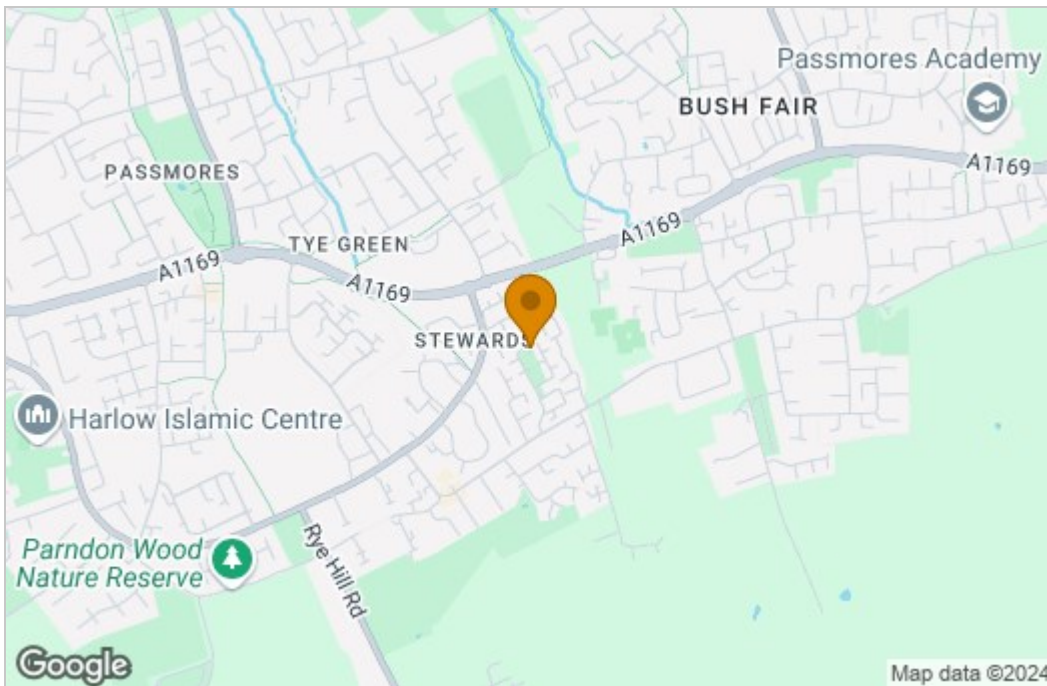 Passmores Academy
BUSH FAIR
A1169
PASSMORES
A1169
TYE GREEN
A1169
A1169
STEWARDS
Harlow Islamic Centre
Parndon Wood
Nature Reserve
Rye Hill Rd
Google
Map data ©2024